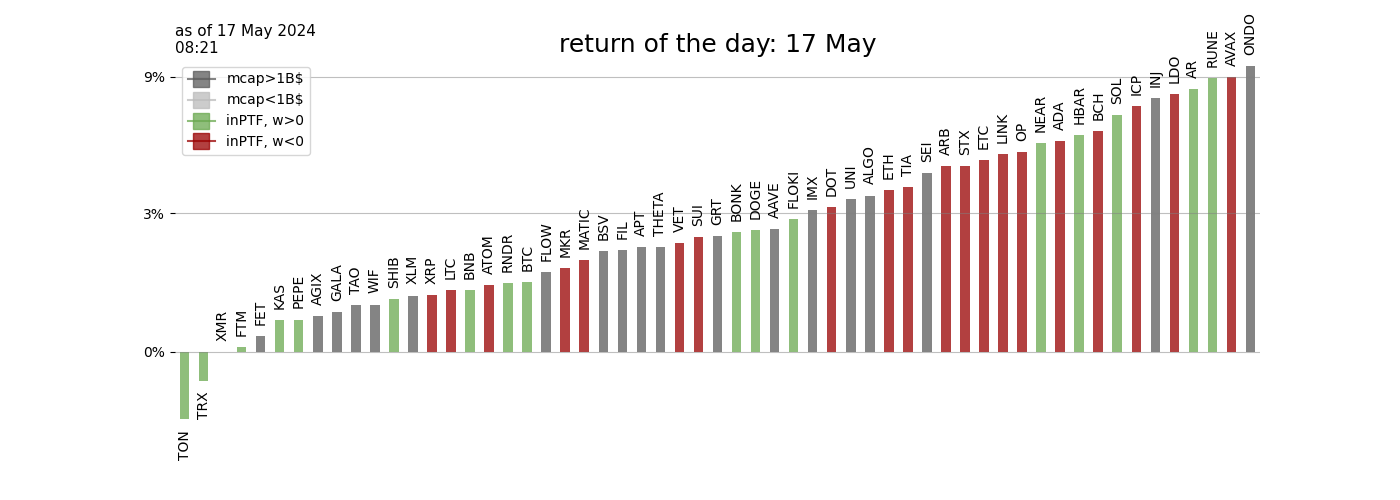 as of 17 May 2024
08:21
return of the day: 17 May
mcap>1B$
mcap<1B$
inPTF, w>0
inPTF, w<0
9%
3%
0%
TON
TRX
XMR
FTM
FET
KAS
PEPE
AGIX
GALA
TAO
WIF
SHIB
XLM
XRP
LTC
BNB
ATOM
RNDR
BTC
FLOW
MKR
MATIC
BSV
FIL
APT
THETA
VET
SUI
GRT
BONK
DOGE
AAVE
FLOKI
IMX
DOT
UNI
ALGO
ETH
TIA
SEI
ARB
STX
ETC
LINK
OP
NEAR
ADA
HBAR
BCH
SOL
ICP
INJ
LDO
AR
RUNE
AVAX
ONDO